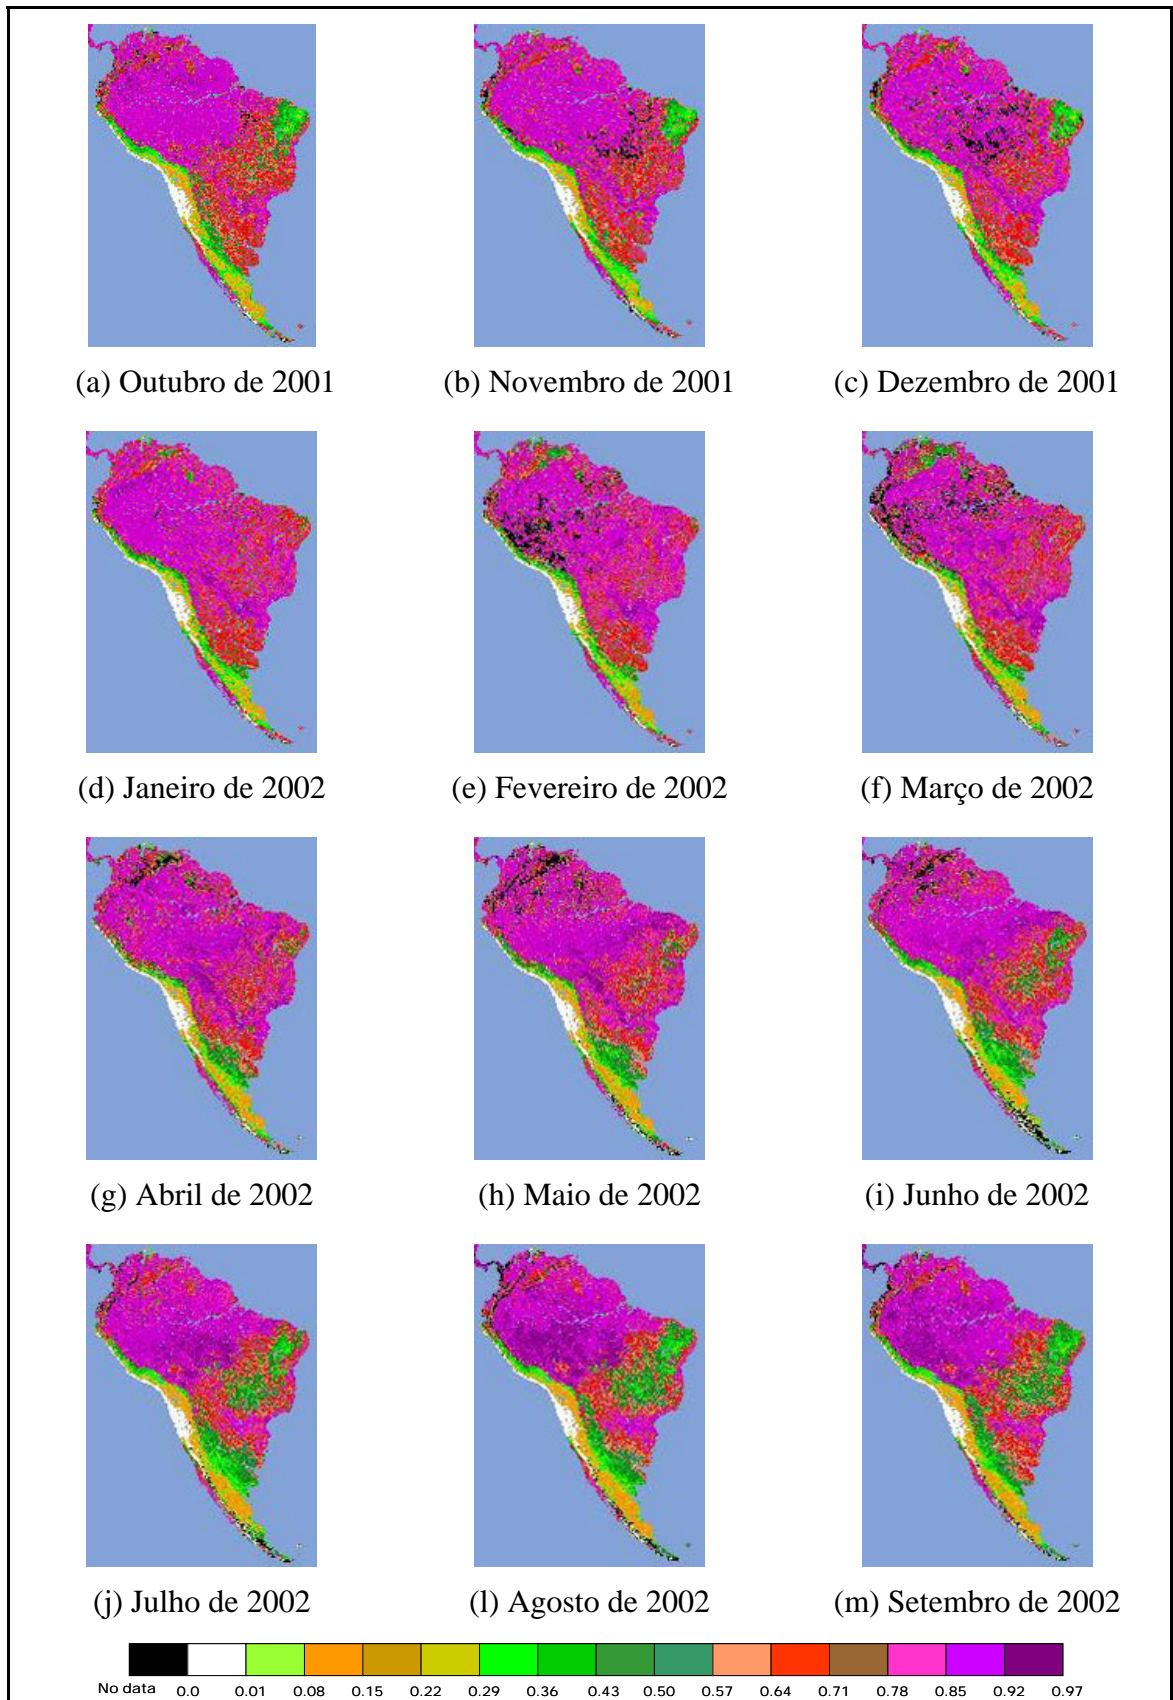 (a) Outubro de 2001 (b) Novembro de 2001 (c) Dezembro de 2001
(d) Janeiro de 2002 (e) Fevereiro de 2002 (f) Março de 2002
(g) Abril de 2002 (h) Maio de 2002 (i) Junho de 2002
(j) Julho de 2002 (l) Agosto de 2002 (m) Setembro de 2002
No data 0.0 0.01 0.08 0.15 0.22 0.29 0.36 0.43 0.50 0.57 0.64 0.71 0.78 0.85 0.92 0.97